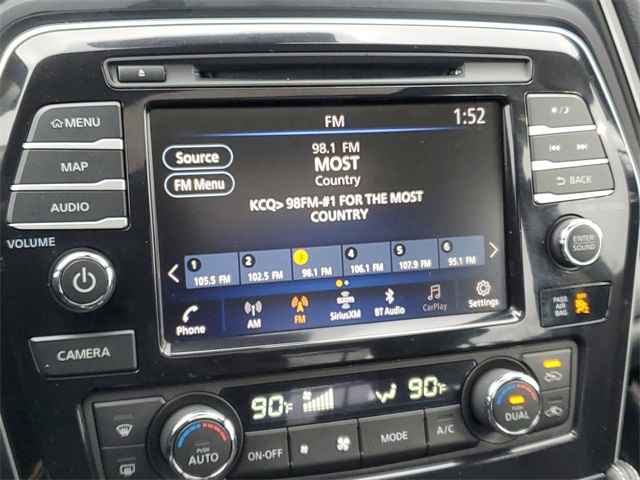 MENU
MAP
AUDIO
VOLUME
CAMERA
FM
1:52
Source
FM Menu
98.1 FM
MOST
Country
KCQ> 98FM-#1 FOR THE MOST
COUNTRY
1 2 3 4 5 6
105.5 FM 102.5 FM 98.1 FM 106.1 FM 107.9 FM 95.1 FM
Phone AM FM SiriusXM BT Audio CarPlay Settings
BACK
ENTER
SOUND
PASS
AIR
BAG
OFF
90°F 90°F
PUSH
AUTO
ON·OFF
MODE
A/C
PUSH
DUAL